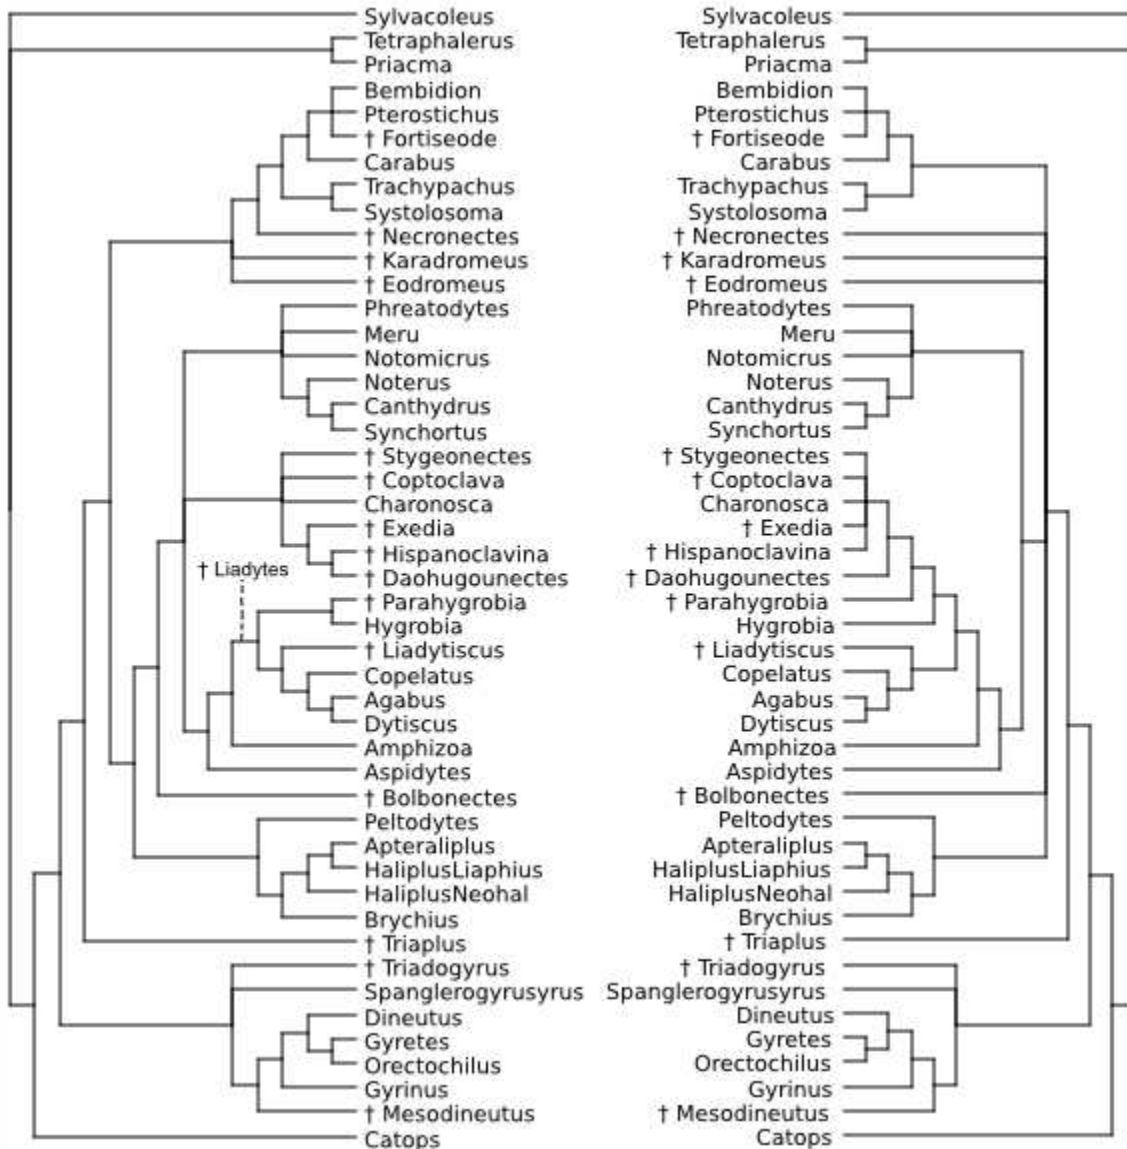 Sylvacoleus Sylvacoleus
Tetraphalerus Tetraphalerus
Priacma Priacma
Bembidion Bembidion
Pterostichus Pterostichus
† Fortiseode † Fortiseode
Carabus Carabus
Trachypachus Trachypachus
Systolosoma Systolosoma
† Necronectes † Necronectes
† Karadromeus † Karadromeus
† Eodromeus † Eodromeus
Phreatodytes Phreatodytes
Meru Meru
Notomicrus Notomicrus
Noterus Noterus
Canthydrus Canthydrus
Synchortus Synchortus
† Stygeonectes † Stygeonectes
† Coptoclava † Coptoclava
Charonosca Charonosca
† Exedia † Exedia
† Hispanoclavina † Hispanoclavina
† Liadytes
† Daohugounectes † Daohugounectes
† Parahygrobia † Parahygrobia
Hygrobia Hygrobia
† Liadytiscus † Liadytiscus
Copelatus Copelatus
Agabus Agabus
Dytiscus Dytiscus
Amphizoa Amphizoa
Aspidytes Aspidytes
† Bolbonectes † Bolbonectes
Peltodytes Peltodytes
Apteraliplus Apteraliplus
HaliplusLiaphius HaliplusLiaphius
HaliplusNeohal HaliplusNeohal
Brychius Brychius
† Triaplus † Triaplus
† Triadogyrus † Triadogyrus
Spanglerogyrusyrus Spanglerogyrusyrus
Dineutus Dineutus
Gyretes Gyretes
Orectochilus Orectochilus
Gyrinus Gyrinus
† Mesodineutus † Mesodineutus
Catops Catops